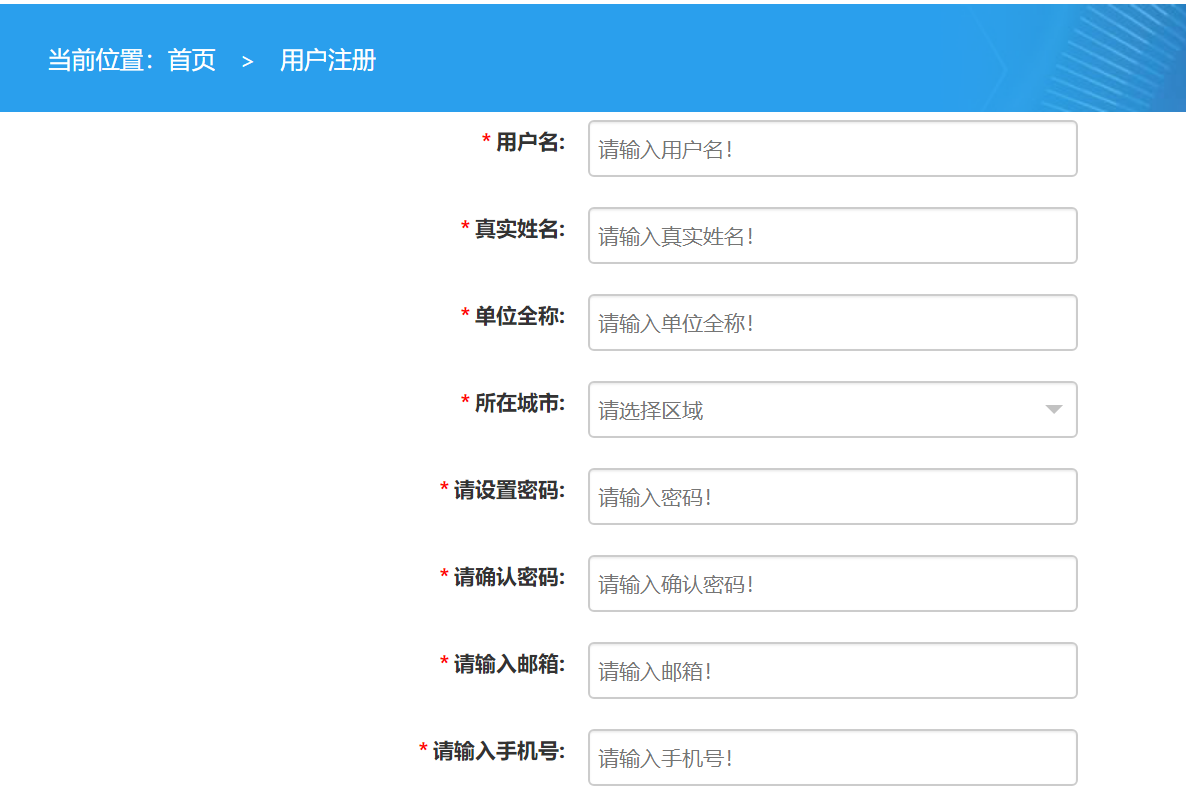 当前位置：首页 > 用户注册
* 用户名: 请输入用户名！
* 真实姓名: 请输入真实姓名！
* 单位全称: 请输入单位全称！
* 所在城市: 请选择区域
* 请设置密码: 请输入密码！
* 请确认密码: 请输入确认密码！
* 请输入邮箱: 请输入邮箱！
* 请输入手机号: 请输入手机号！